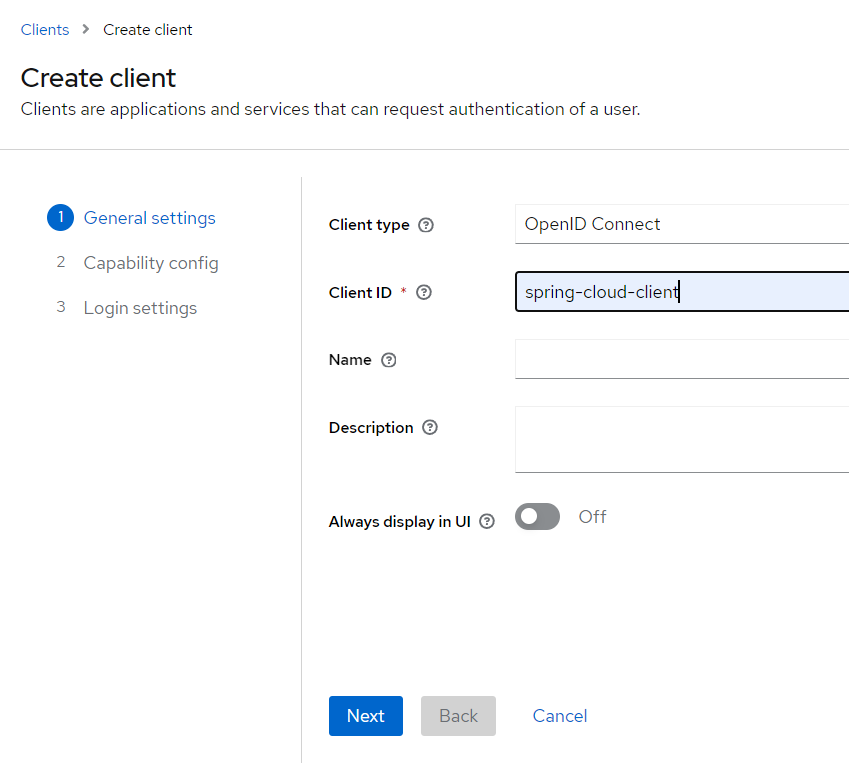 Clients > Create client
Create client
Clients are applications and services that can request authentication of a user.
1 General settings
2 Capability config
3 Login settings
Client type ?
OpenID Connect
Client ID * ?
spring-cloud-client
Name ?
Description ?
Always display in UI ?
Off
Next Back Cancel